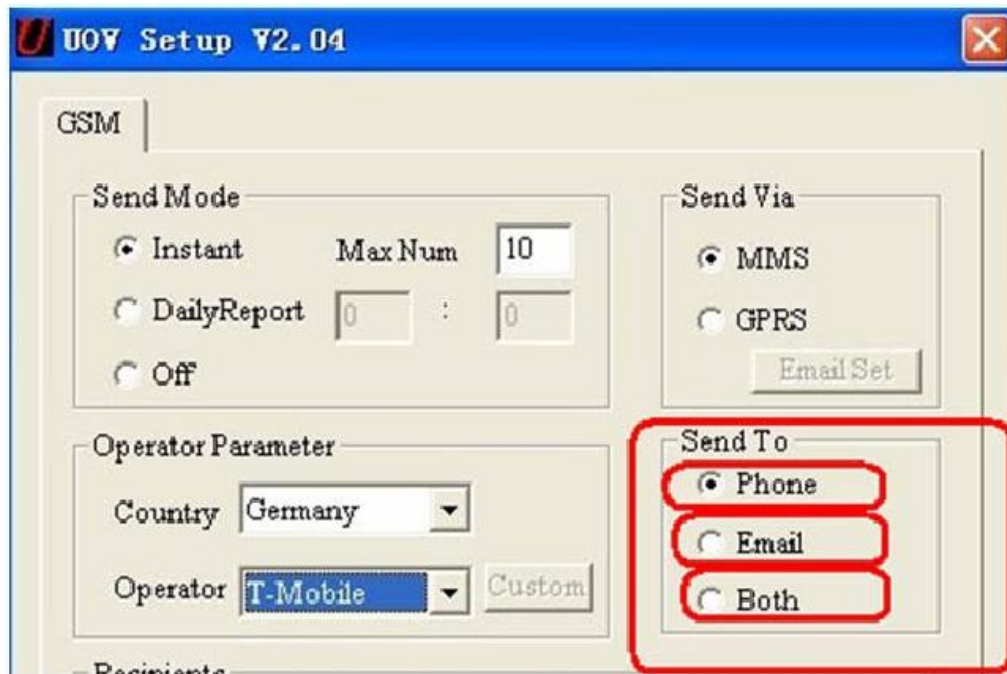 UOV Setup V2.04
GSM
Send Mode
Instant Max Num 10
DailyReport 0 : 0
Off
Send Via
MMS
GPRS
Email Set
Operator Parameter
Country Germany
Operator T-Mobile Custom
Send To
Phone
Email
Both
Recipients